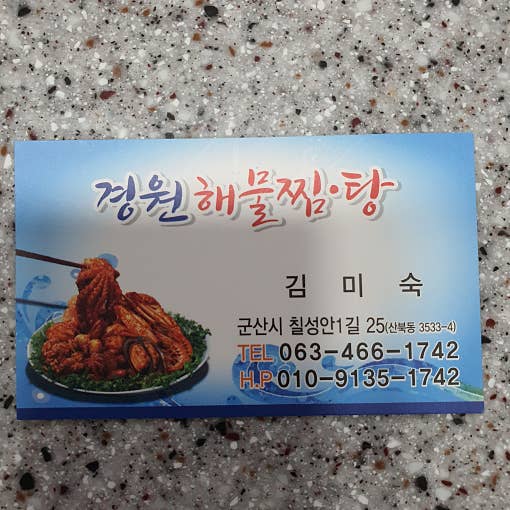 경원 해물찜·탕
김 미 숙
군산시 칠성안1길 25(산북동 3533-4)
TEL 063-466-1742
H.P 010-9135-1742